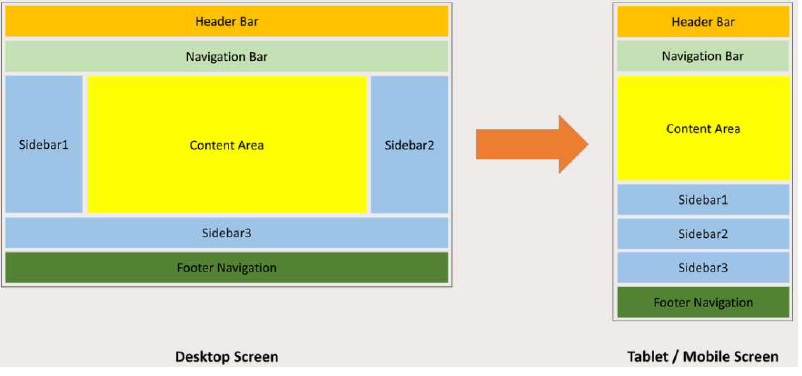 Header Bar
Navigation Bar
Sidebar1
Content Area
Sidebar2
Sidebar3
Footer Navigation
Desktop Screen
Header Bar
Navigation Bar
Content Area
Sidebar1
Sidebar2
Sidebar3
Footer Navigation
Tablet / Mobile Screen